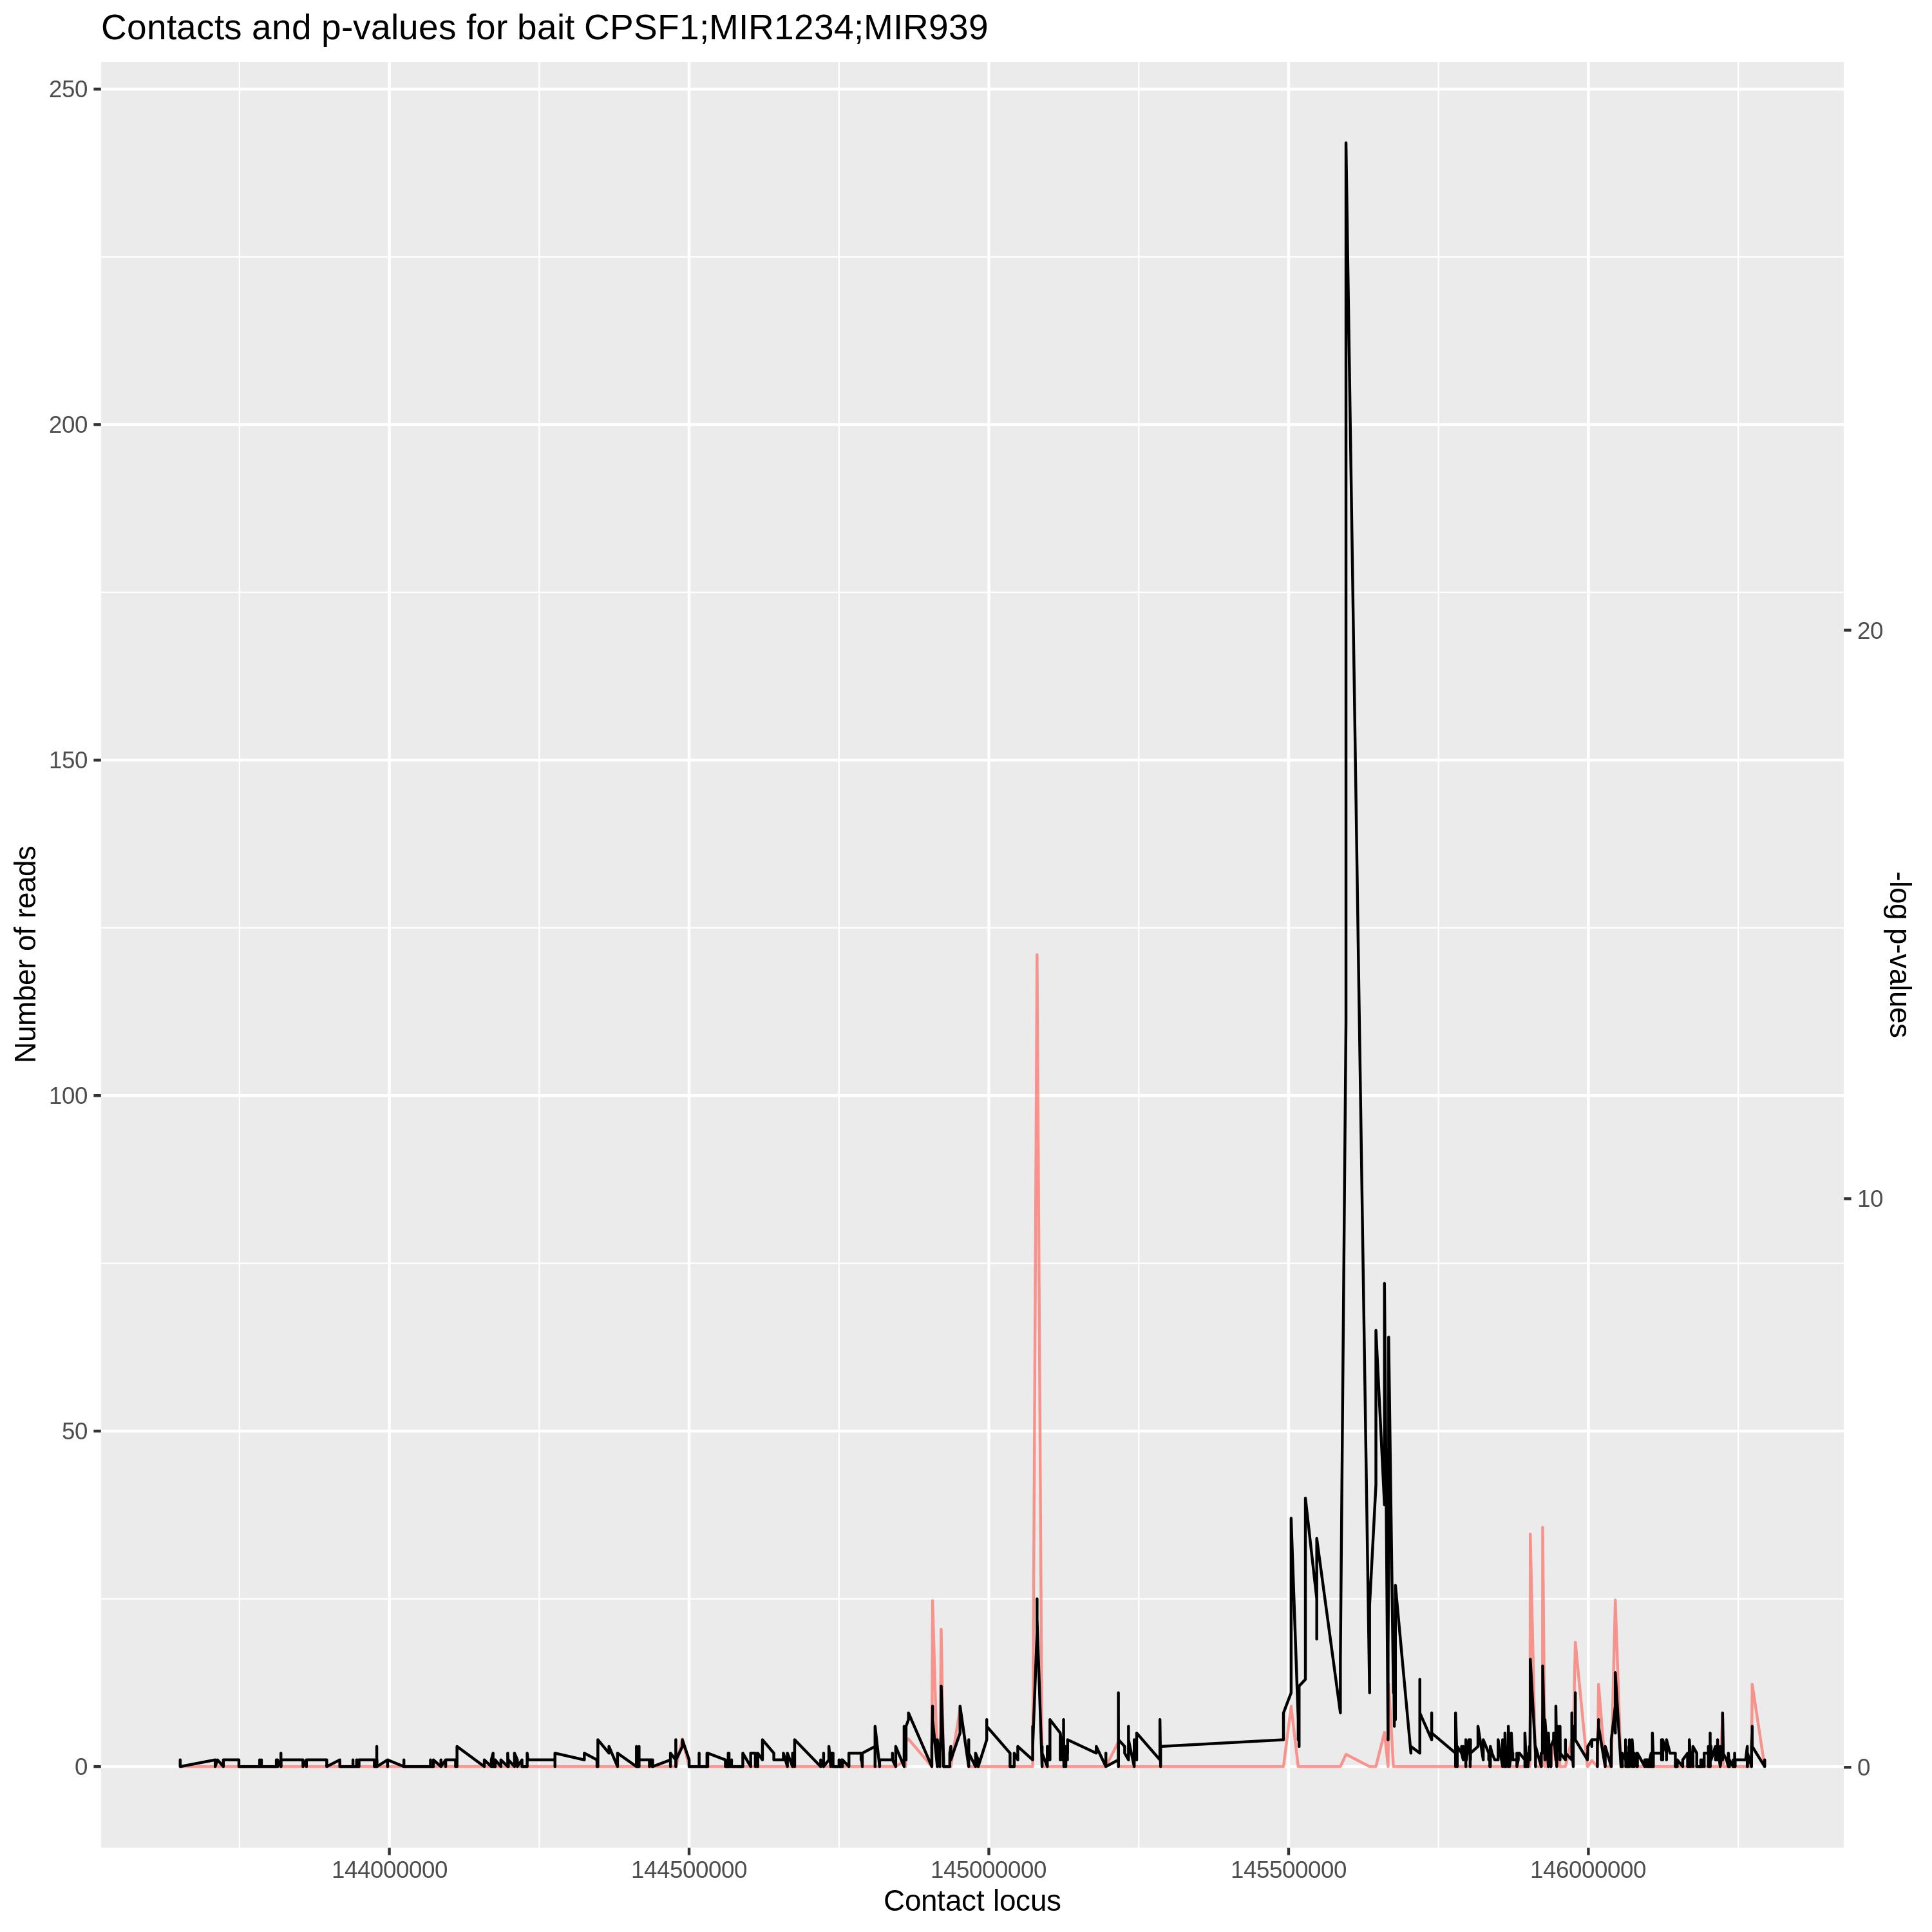 Contacts and p-values for bait CPSF1;MIR1234;MIR939
250
200
150
100
50
0
Number of reads
20
10
0
-log p-values
144000000 144500000 145000000 145500000 146000000
Contact locus